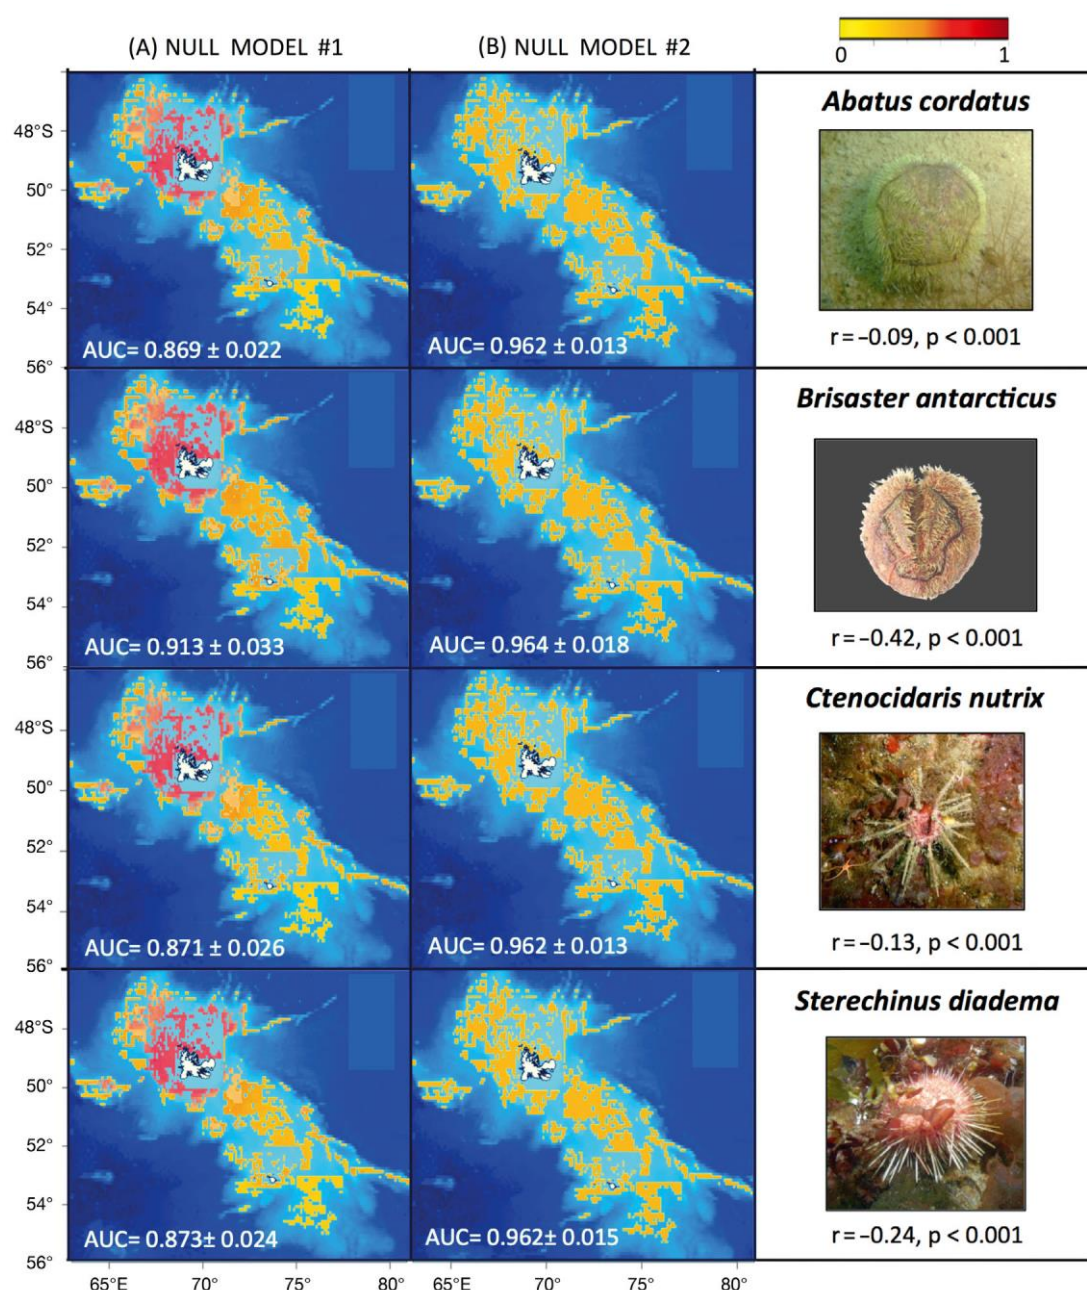 (A) NULL MODEL #1
(B) NULL MODEL #2
0 1
48°S
50°
52°
54°
56°
AUC= 0.869 ± 0.022
AUC= 0.962 ± 0.013
Abatus cordatus
r = −0.09, p < 0.001
48°S
50°
52°
54°
56°
AUC= 0.913 ± 0.033
AUC= 0.964 ± 0.018
Brisaster antarcticus
r = −0.42, p < 0.001
48°S
50°
52°
54°
56°
AUC= 0.871 ± 0.026
AUC= 0.962 ± 0.013
Ctenocidaris nutrix
r = −0.13, p < 0.001
48°S
50°
52°
54°
56°
AUC= 0.873± 0.024
AUC= 0.962± 0.015
Sterechinus diadema
r = −0.24, p < 0.001
65°E 70° 75° 80° 65°E 70° 75° 80°